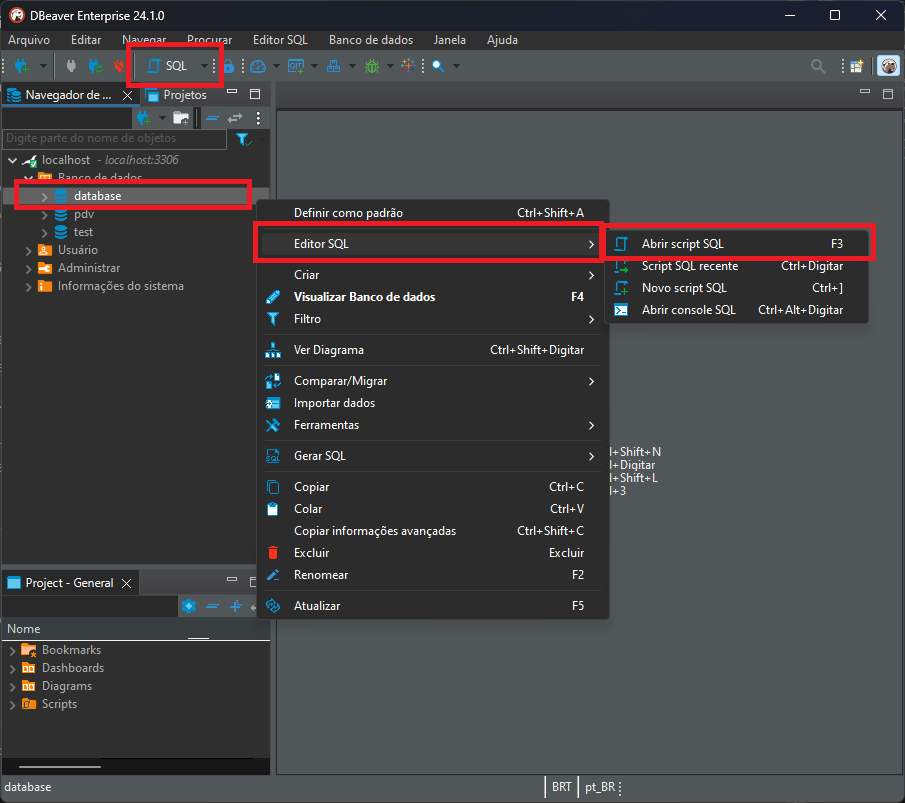 DBeaver Enterprise 24.1.0
Arquivo Editar Navegar Procurar Editor SQL Banco de dados Janela Ajuda
SQL
Navegador de ... Projetos
Digite parte do nome de objetos
localhost - localhost:3306
Banco de dados
database
pdv
test
Usuário
Administrar
Informações do sistema
Definir como padrão Ctrl+Shift+A
Editor SQL
Criar
Visualizar Banco de dados F4
Filtro
Ver Diagrama Ctrl+Shift+Digitar
Comparar/Migrar
Importar dados
Ferramentas
Gerar SQL
Copiar Ctrl+C
Colar Ctrl+V
Copiar informações avançadas Ctrl+Shift+C
Excluir Excluir
Renomear F2
Atualizar F5
Abrir script SQL F3
Script SQL recente Ctrl+Digitar
Novo script SQL Ctrl+]
Abrir console SQL Ctrl+Alt+Digitar
l+Shift+N
l+Digitar
l+Shift+L
l+3
Project - General
Nome
Bookmarks
Dashboards
Diagrams
Scripts
database BRT pt_BR